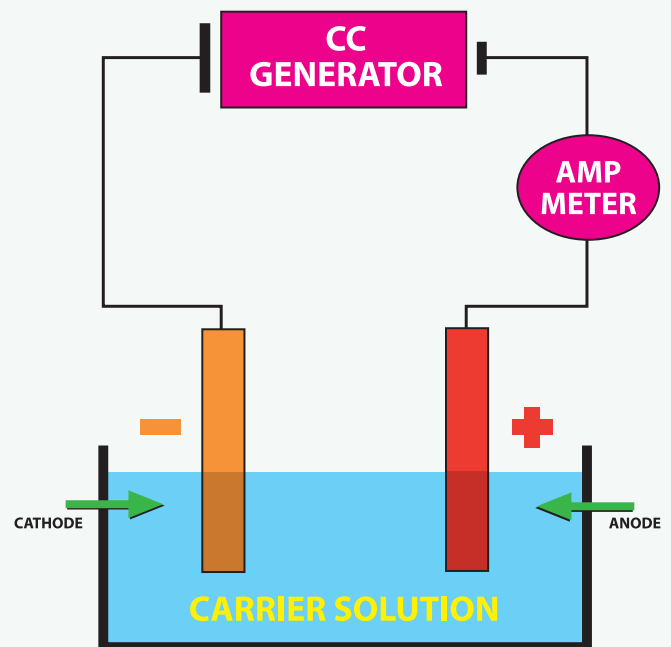 CC
GENERATOR
AMP
METER
CATHODE
ANODE
CARRIER SOLUTION